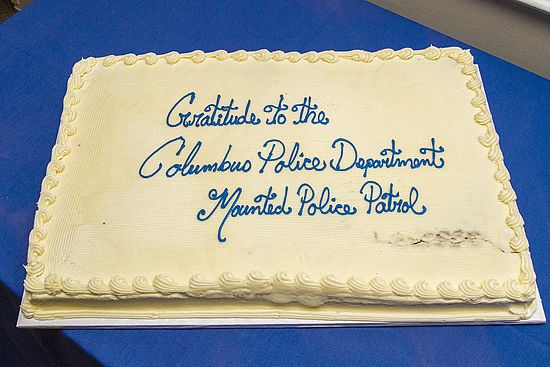 Gratitude to the
Columbus Police Department
Mounted Police Patrol